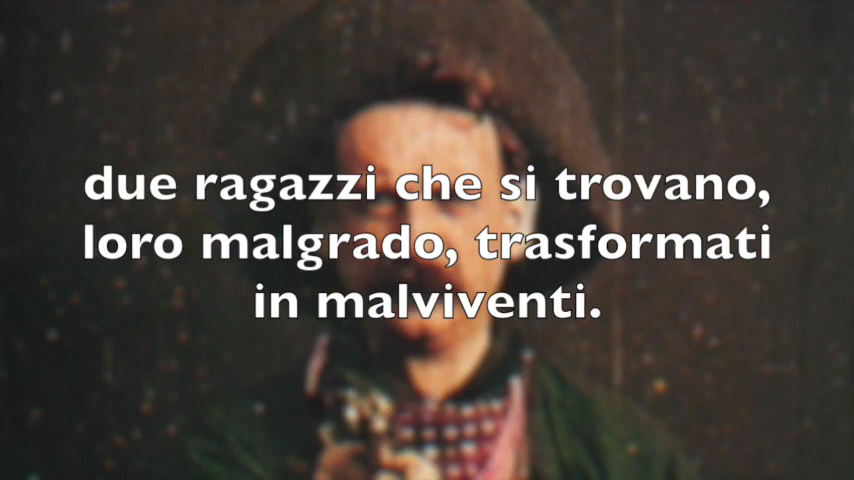 due ragazzi che si trovano,
loro malgrado, trasformati
in malviventi.